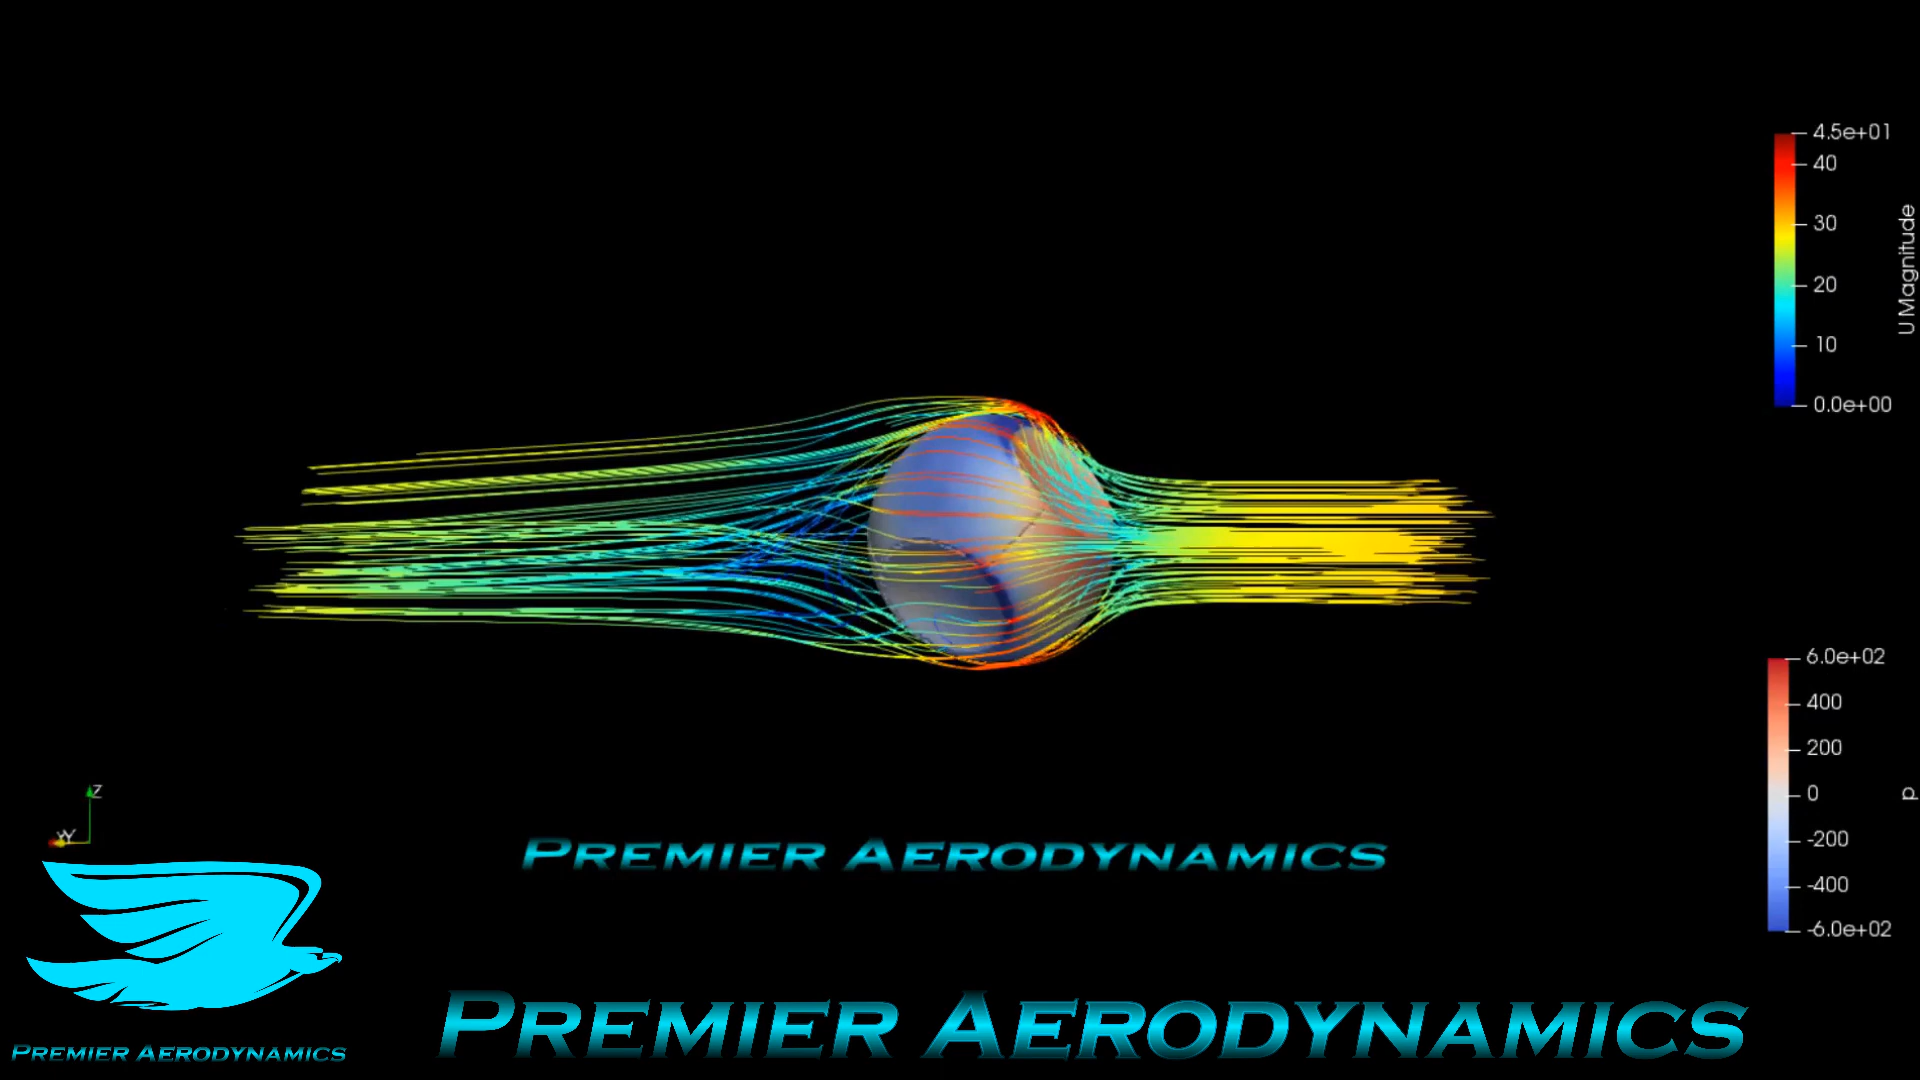 4.5e+01
40
30
20
10
0.0e+00
U Magnitude
6.0e+02
400
200
0
-200
-400
-6.0e+02
p
Z
PREMIER AERODYNAMICS
PREMIER AERODYNAMICS
PREMIER AERODYNAMICS